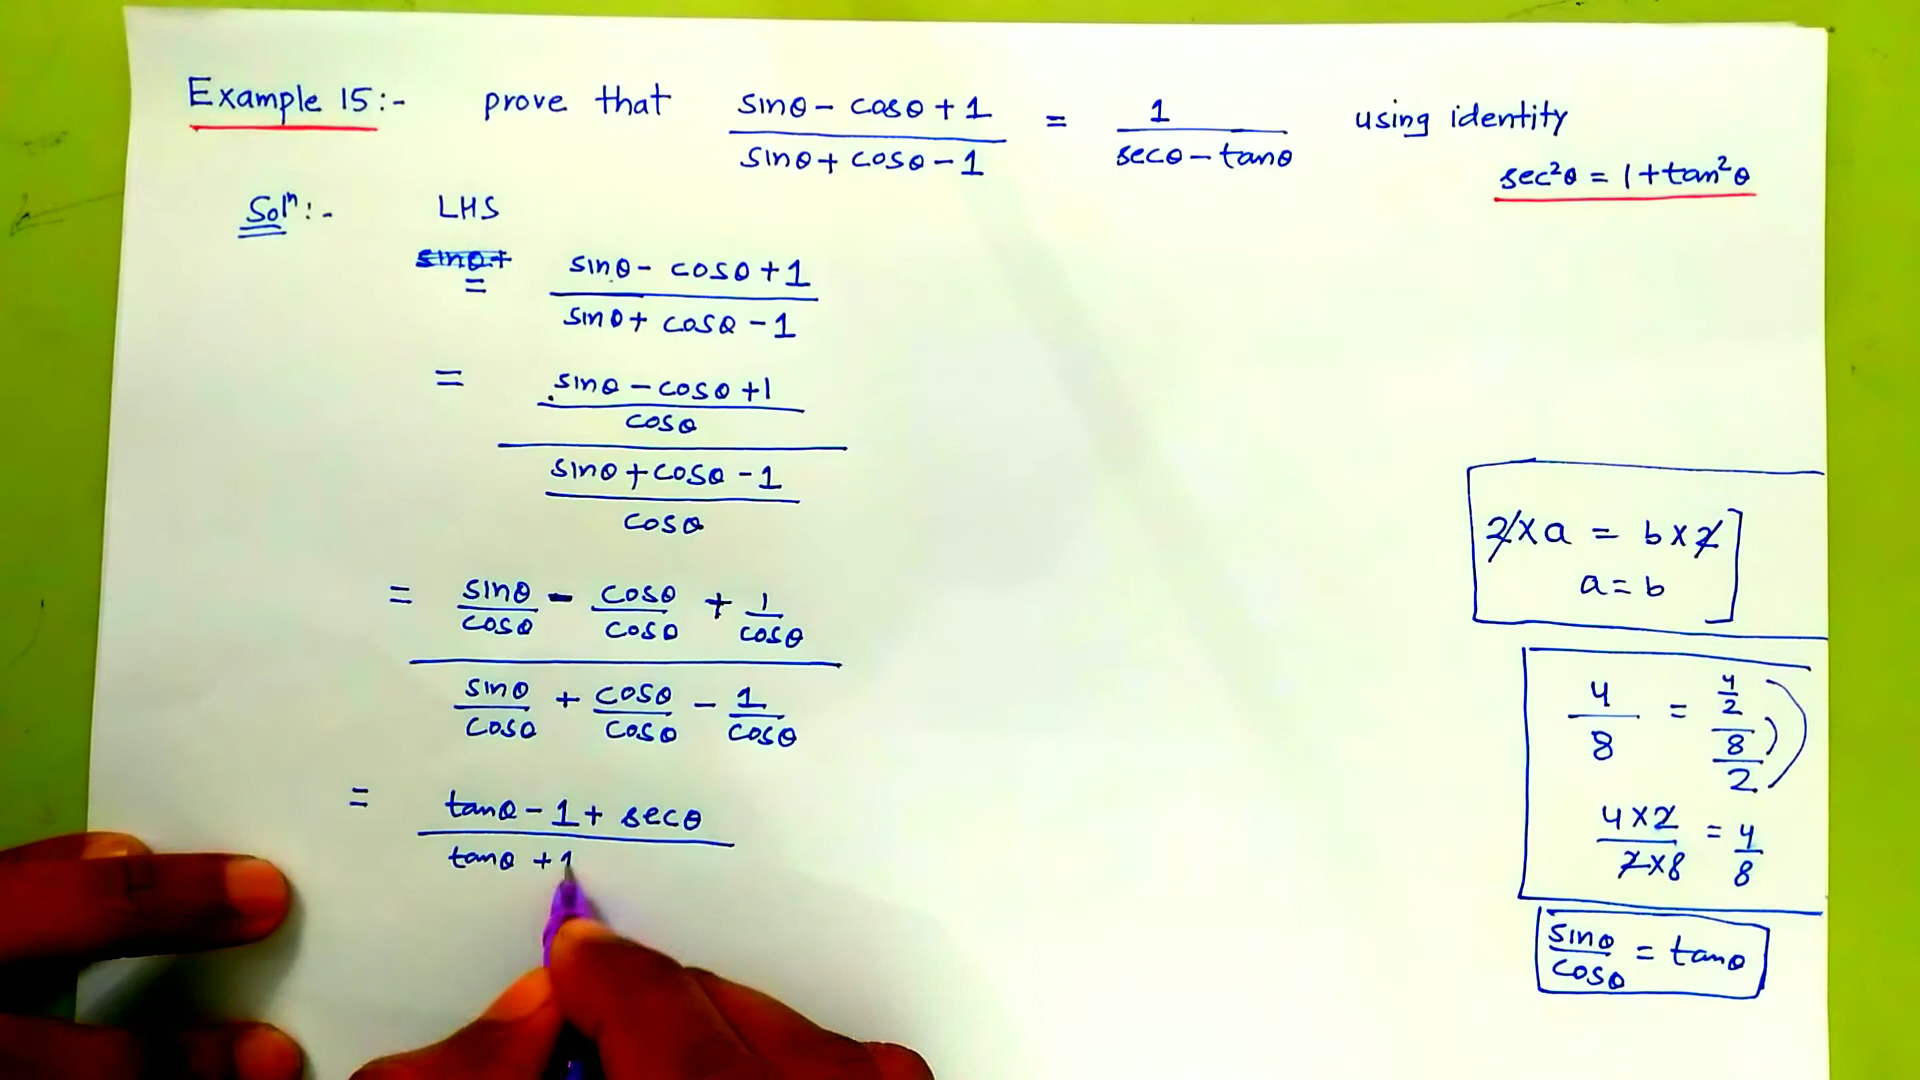 Example 15:- prove that sinθ - cosθ + 1 / sinθ + cosθ - 1 = 1 / secθ - tanθ using identity
sec²θ = 1 + tan²θ
Solⁿ:- LHS
sinθ+
= sinθ - cosθ + 1 / sinθ + cosθ - 1
= sinθ - cosθ + 1 / cosθ / sinθ + cosθ - 1 / cosθ
= sinθ/cosθ - cosθ/cosθ + 1/cosθ
sinθ/cosθ + cosθ/cosθ - 1/cosθ
= tanθ - 1 + secθ
tanθ + 1
2 × a = b × 2
a = b
4/8 = 4/2 / 8/2
4×2 / 2×8 = 4/8
sinθ/cosθ = tanθ